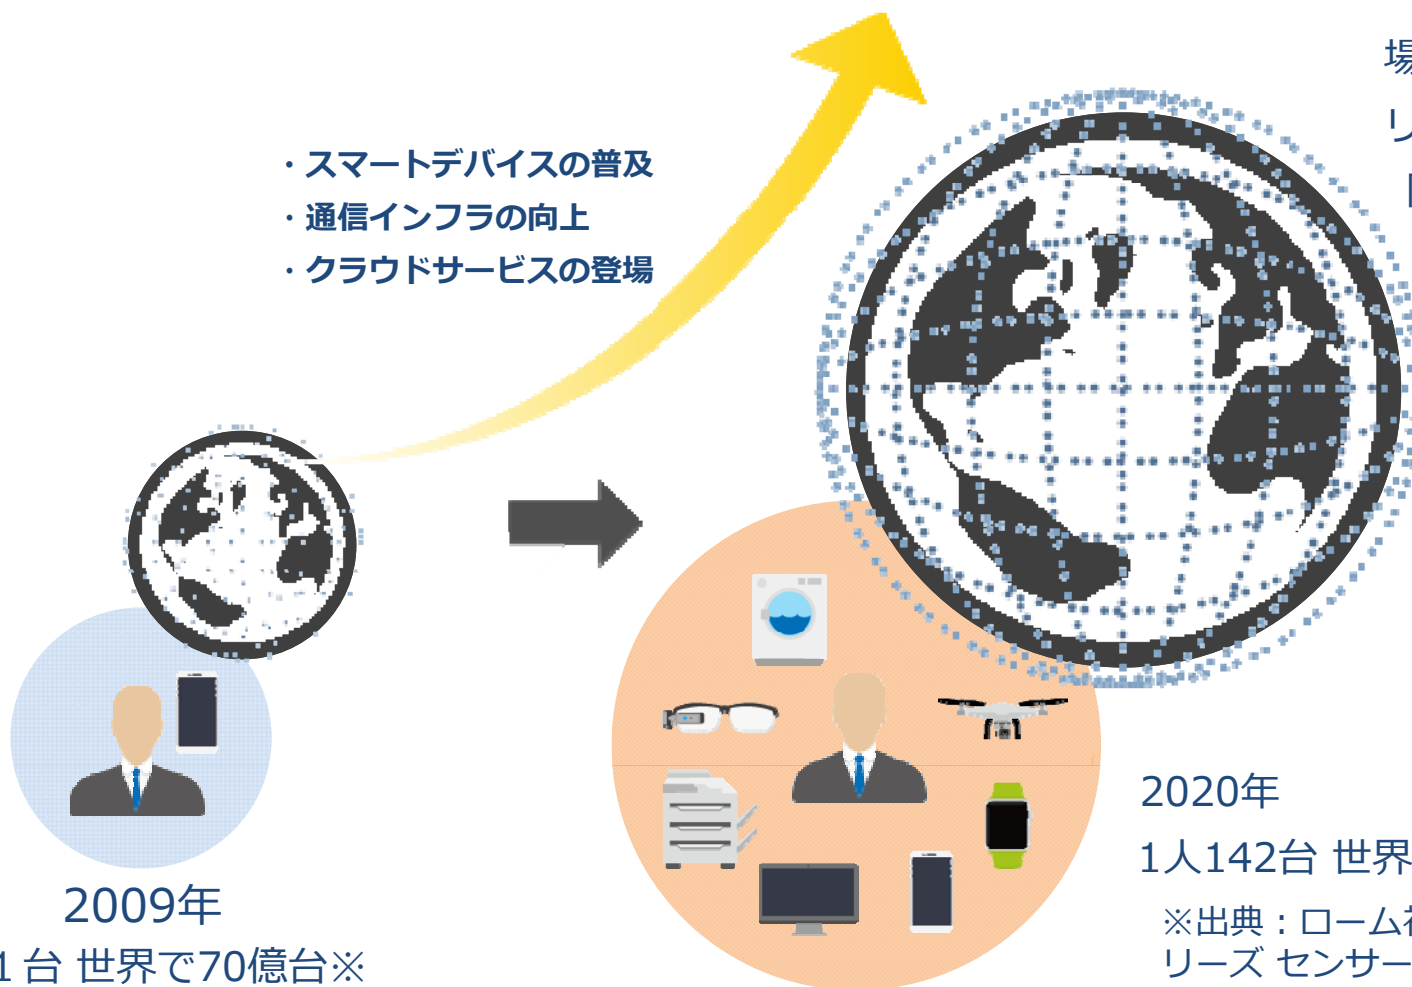 ・スマートデバイスの普及
・通信インフラの向上
・クラウドサービスの登場
場
リ
「
2009年
1台 世界で70億台※
2020年
1人142台 世界
※出典：ローム社
リーズ センサー